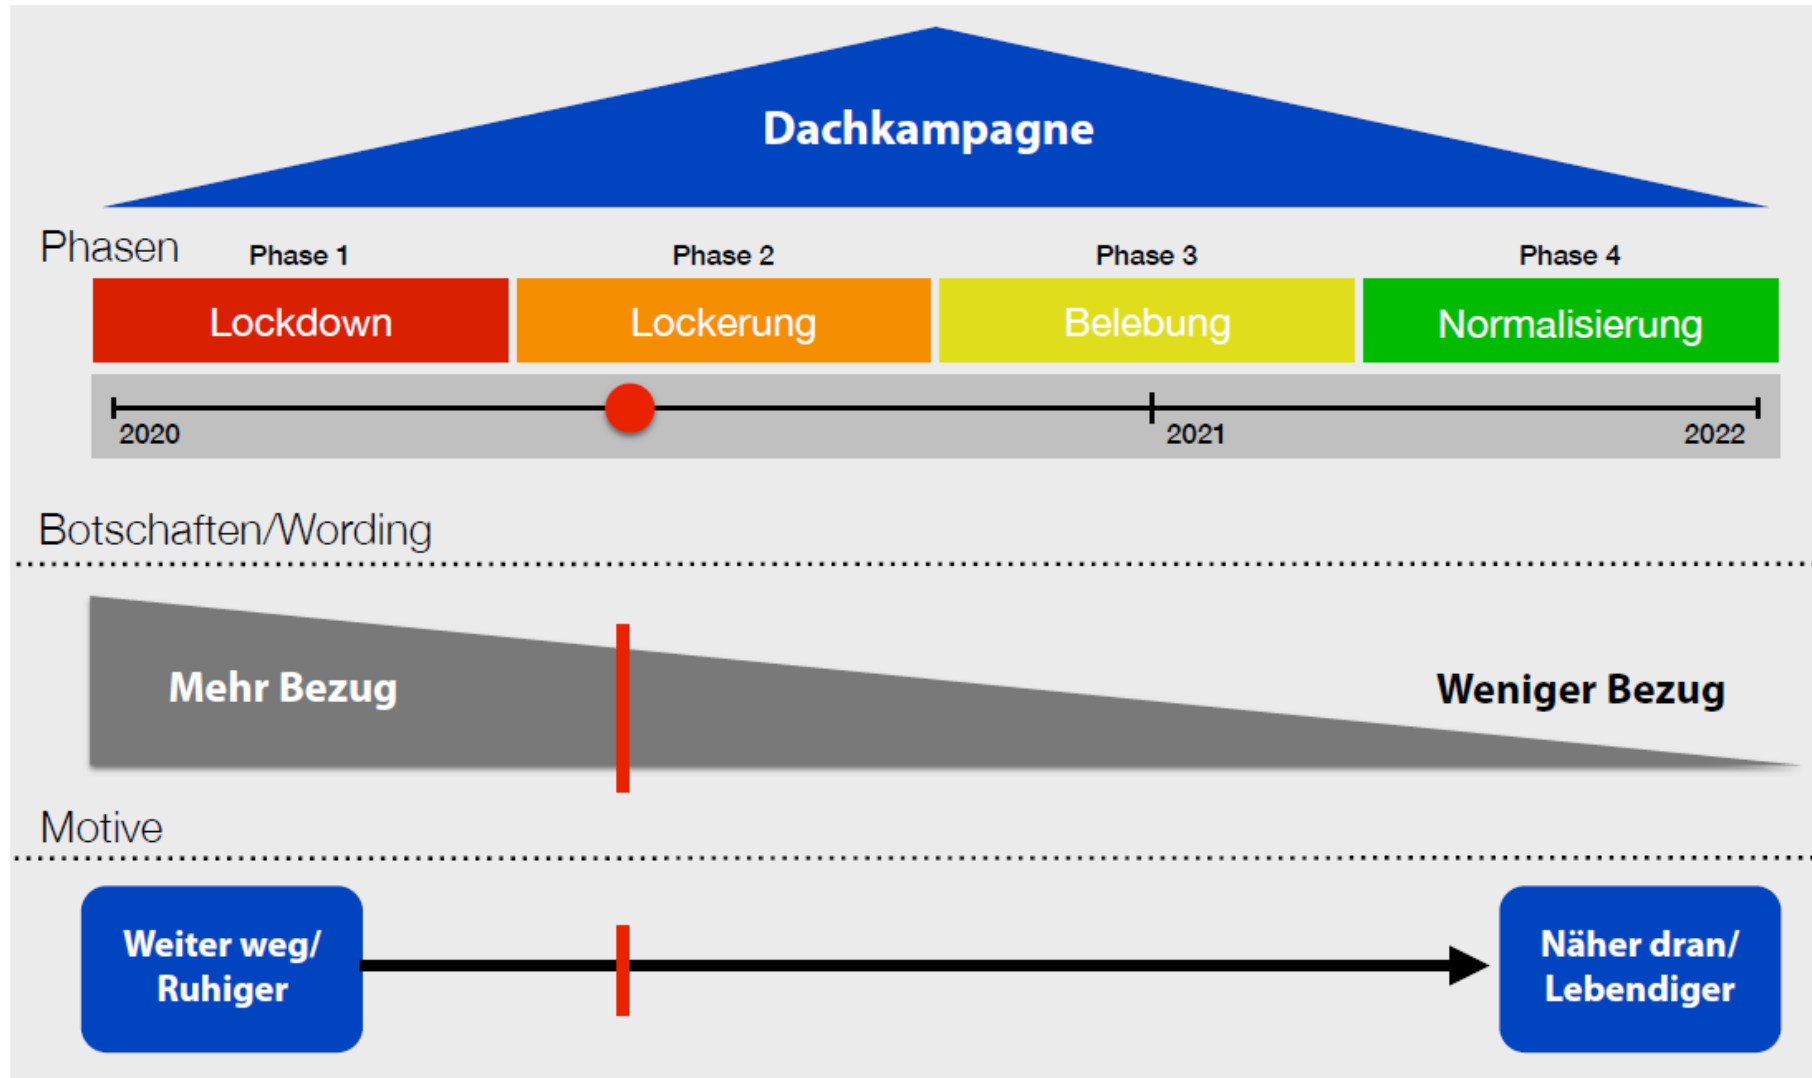 Dachkampagne
Phasen
Phase 1
Phase 2
Phase 3
Phase 4
Lockdown
Lockerung
Belebung
Normalisierung
2020
2021
2022
Botschaften/Wording
Mehr Bezug
Weniger Bezug
Motive
Weiter weg/
Ruhiger
Näher dran/
Lebendiger